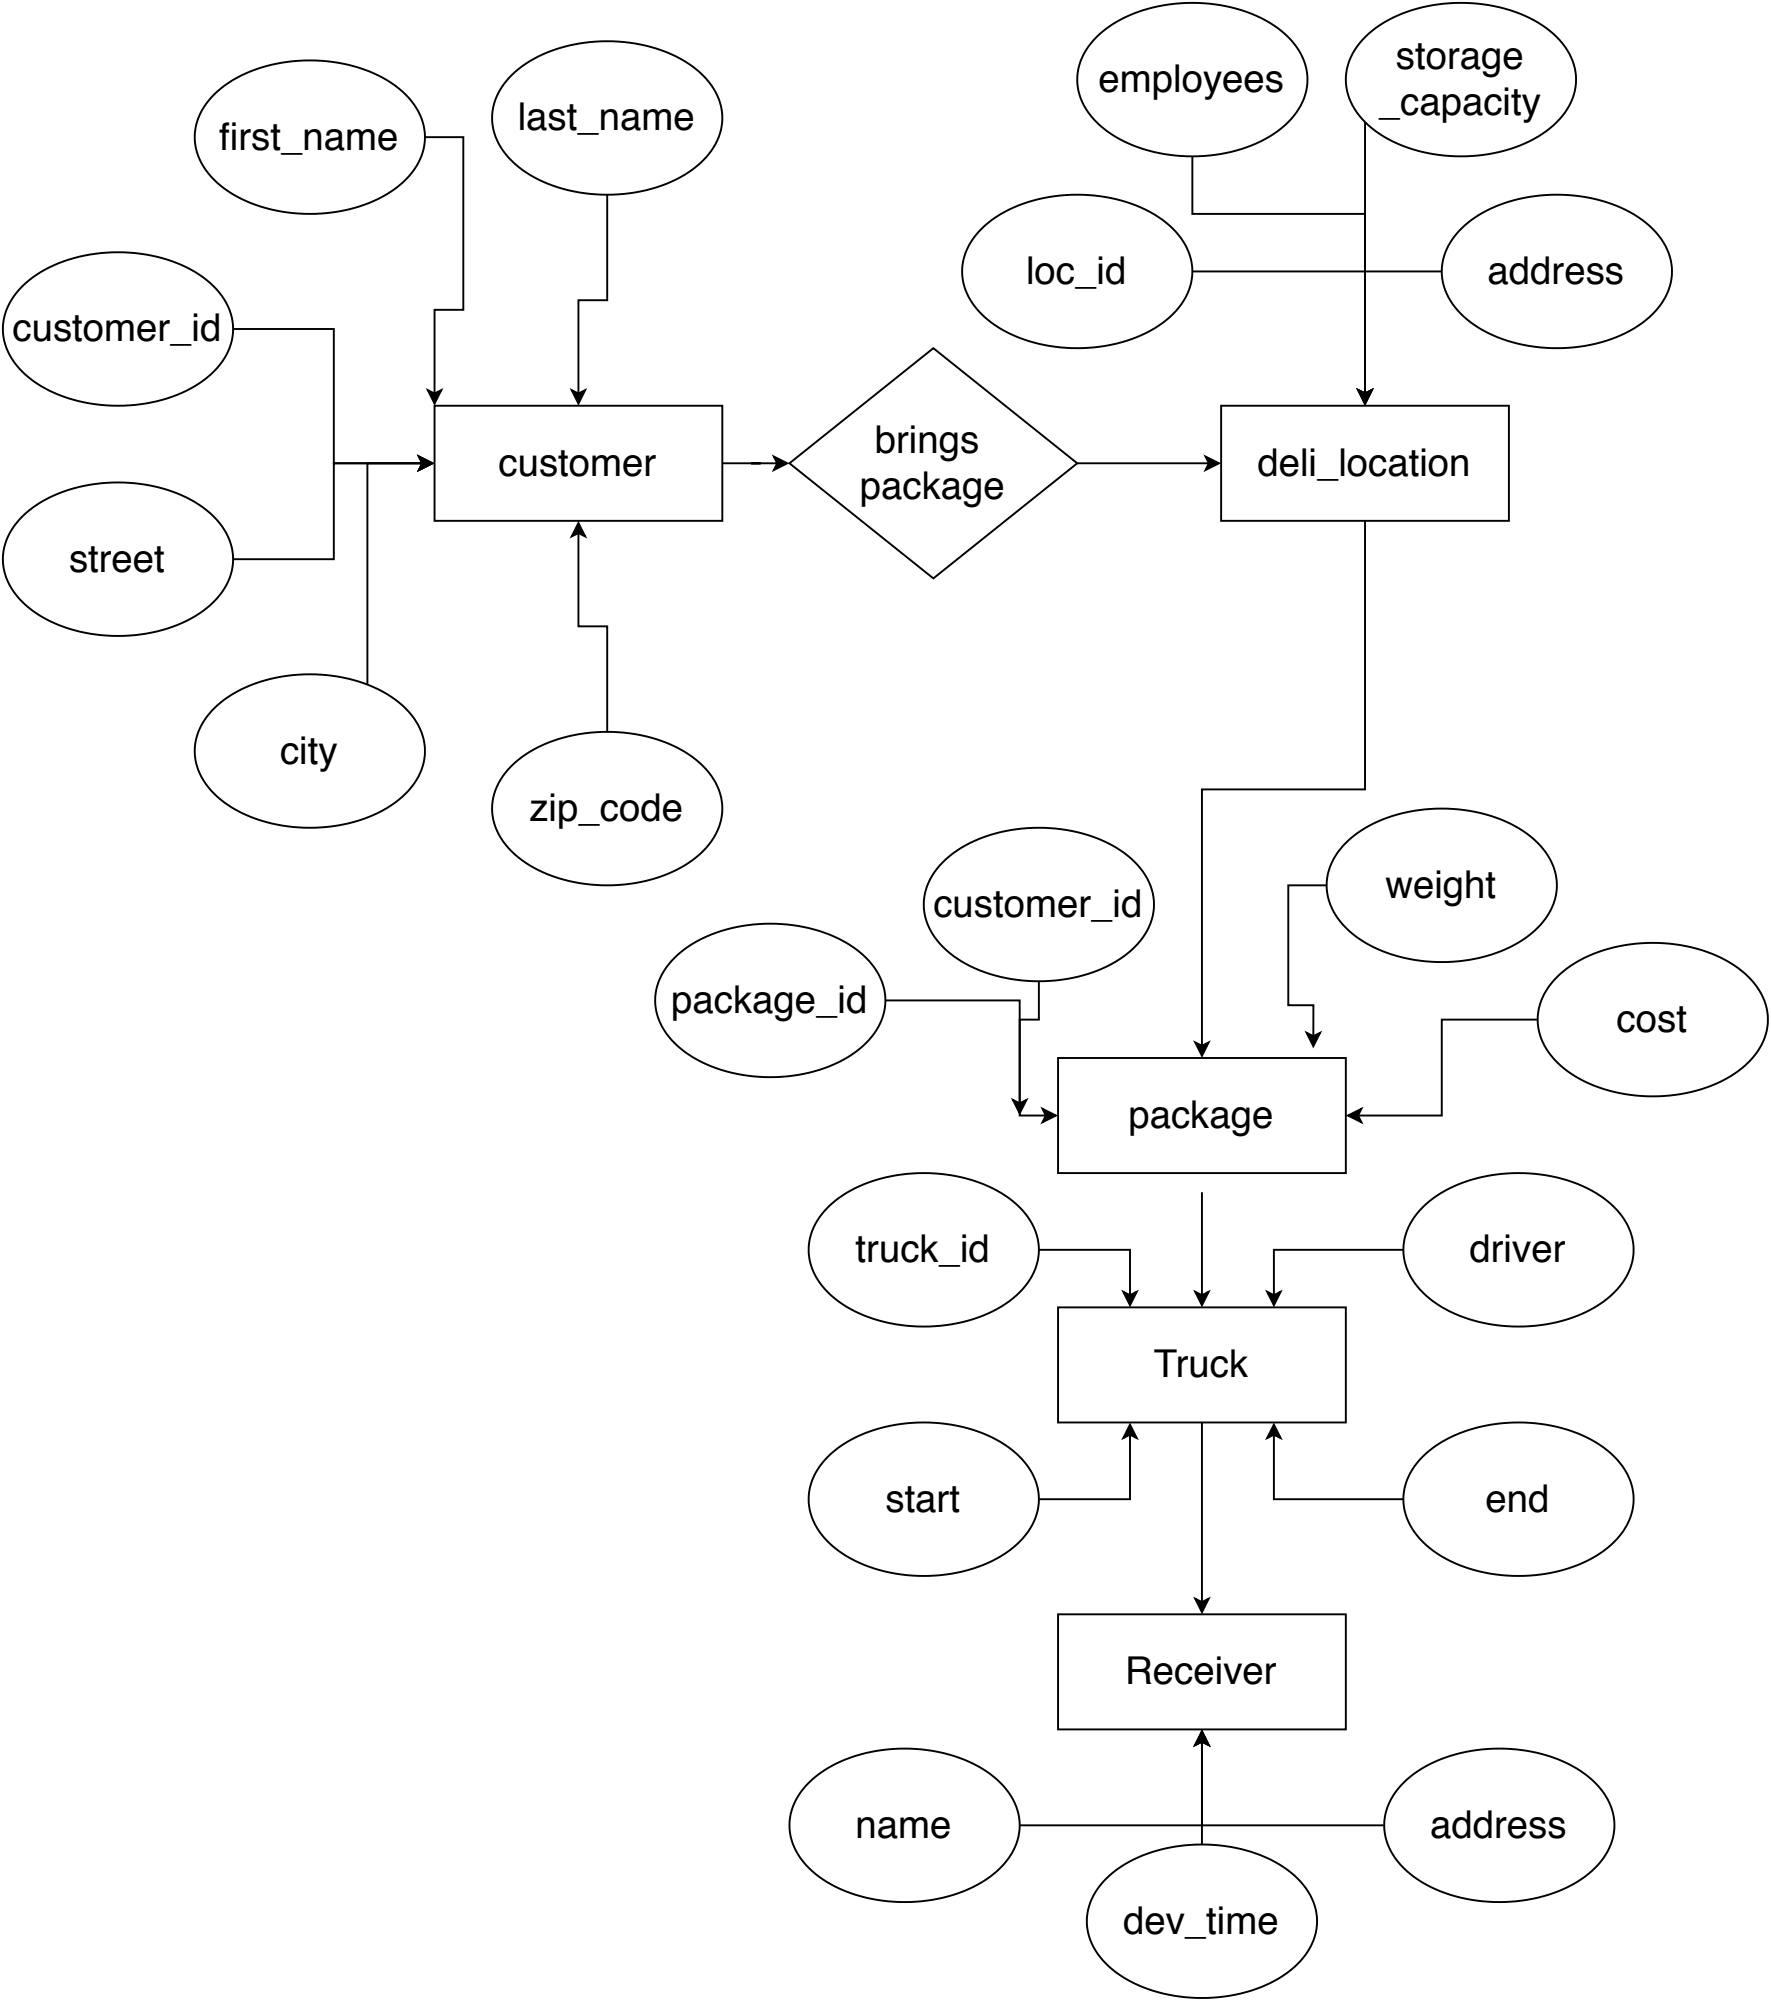 employees
storage
_capacity
last_name
first_name
loc_id
address
customer_id
brings
package
customer
deli_location
street
city
zip_code
weight
customer_id
package_id
cost
package
truck_id
driver
Truck
start
end
Receiver
name
address
dev_time